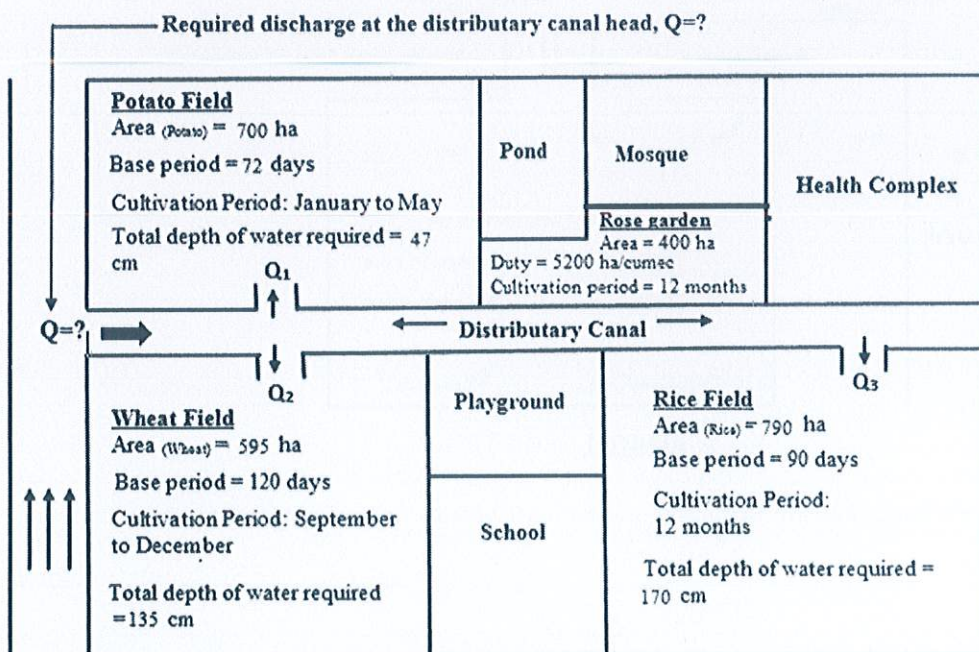 Required discharge at the distributary canal head, Q=?
Potato Field
Area (Potato) = 700 ha
Base period = 72 days
Cultivation Period: January to May
Total depth of water required = 47
cm
Q1
Pond
Mosque
Rose garden
Area = 400 ha
Duty = 5200 ha/cumec
Cultivation period = 12 months
Health Complex
Q=?
Distributary Canal
Q2
Wheat Field
Area (Wheat) = 595 ha
Base period = 120 days
Cultivation Period: September
to December
Total depth of water required
=135 cm
Playground
School
Q3
Rice Field
Area (Rice) = 790 ha
Base period = 90 days
Cultivation Period:
12 months
Total depth of water required =
170 cm